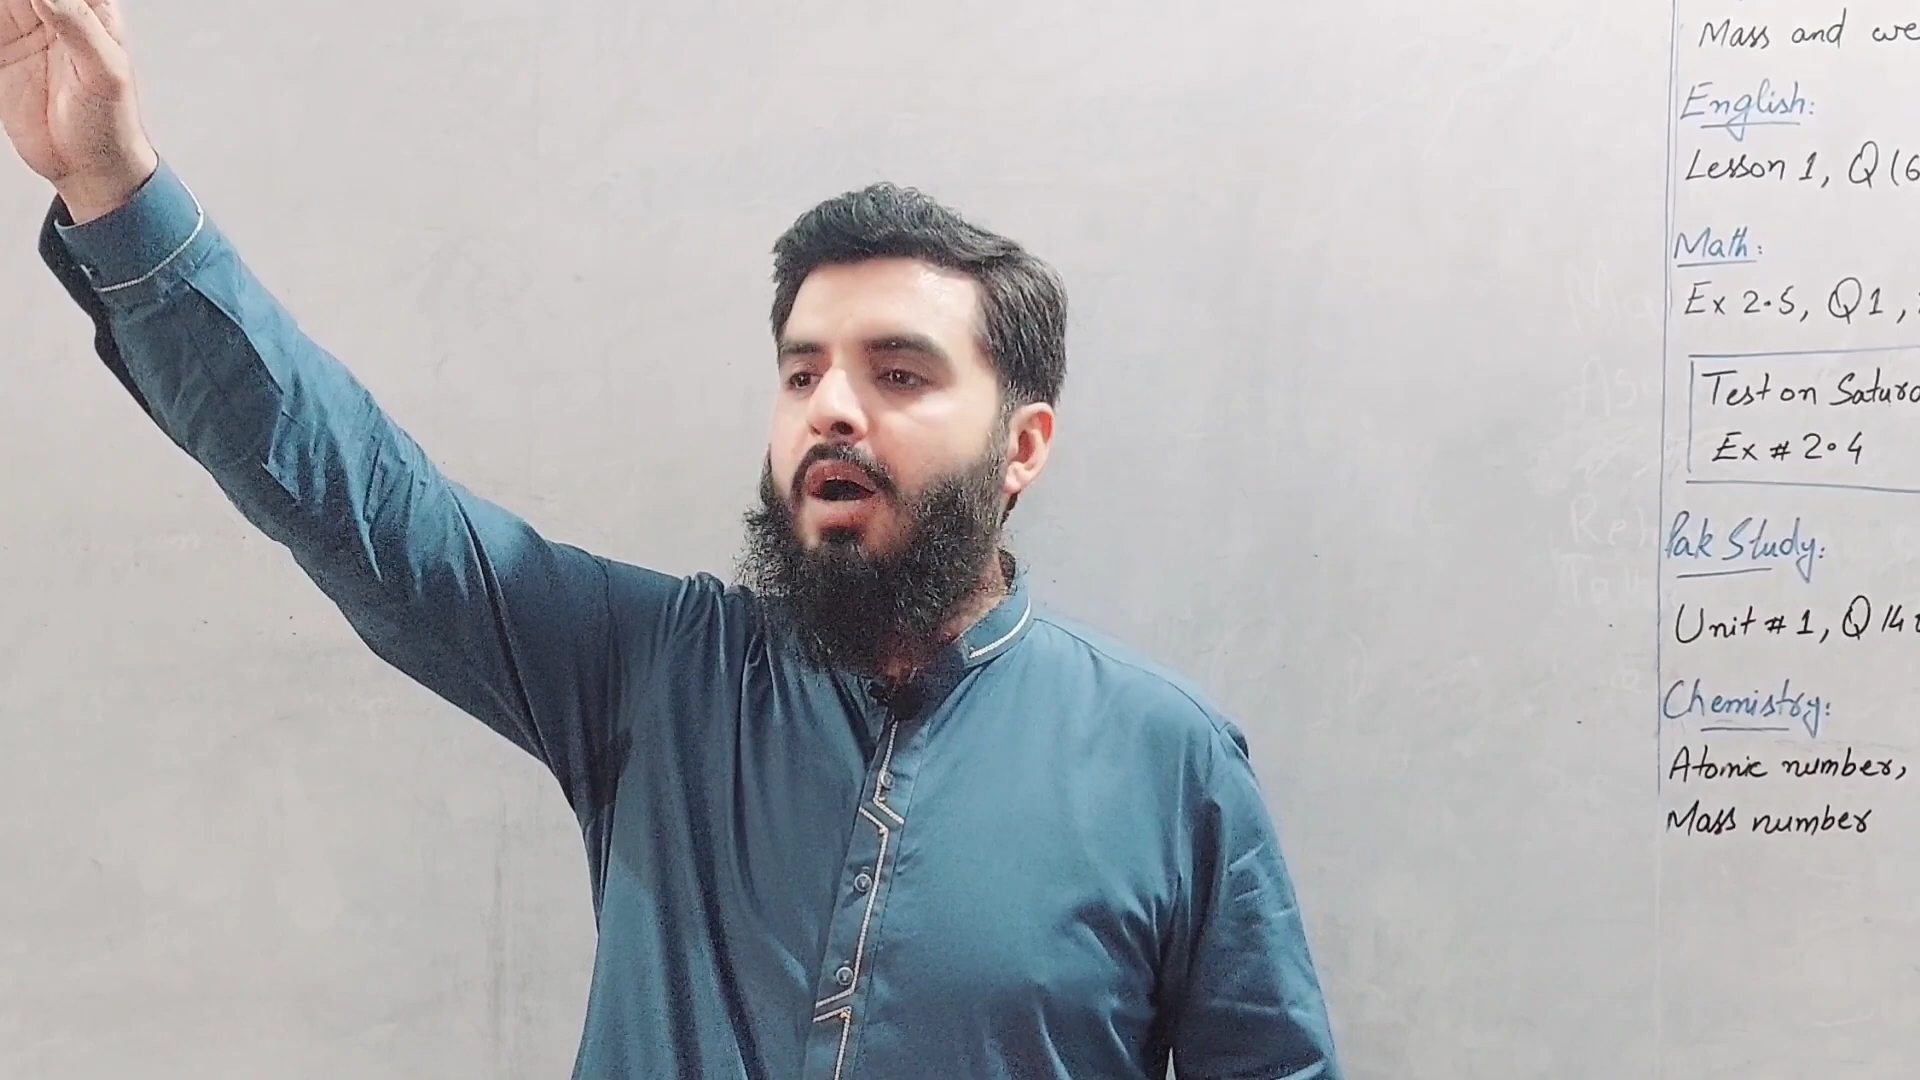 Mass and we
English:
Lesson 1, Q 16
Math:
Ex 2.5, Q1,
Test on Satur
Ex # 2.4
Pak Study:
Unit # 1, Q 14
Chemistry:
Atomic number,
Mass number